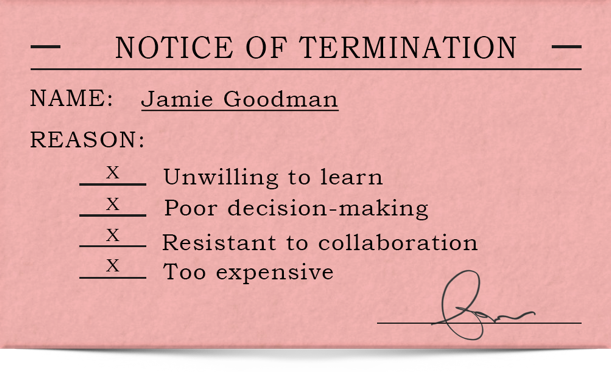 — NOTICE OF TERMINATION —
NAME: Jamie Goodman
REASON:
X Unwilling to learn
X Poor decision-making
X Resistant to collaboration
X Too expensive